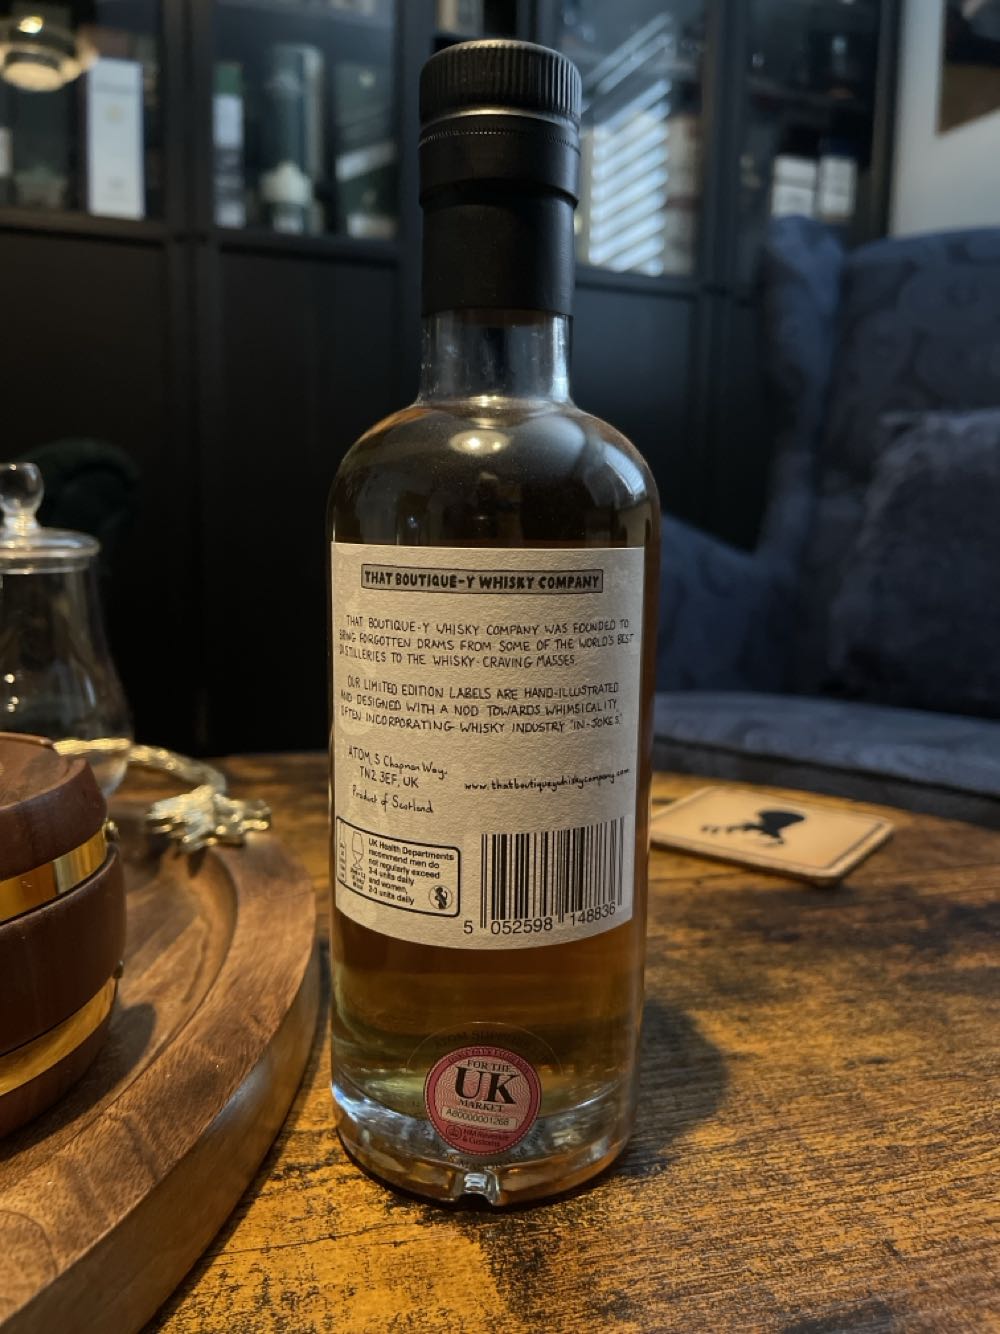 THAT BOUTIQUE-Y WHISKY COMPANY
THAT BOUTIQUE-Y WHISKY COMPANY WAS FOUNDED TO
BRING FORGOTTEN DRAMS FROM SOME OF THE WORLD'S BEST
DISTILLERIES TO THE WHISKY-CRAVING MASSES.
OUR LIMITED EDITION LABELS ARE HAND-ILLUSTRATED
AND DESIGNED WITH A NOD TOWARDS WHIMSICALITY,
OFTEN INCORPORATING WHISKY INDUSTRY "IN-JOKES."
ATOM, 5 Chapman Way,
TN2 3EF, UK
www.thatboutiqueywhiskycompany.com
Product of Scotland
UK Health Departments
recommend men do
not regularly exceed
3-4 units daily
and women,
2-3 units daily
5 052598 148836
FOR THE
UK
MARKET
A80000001268
HM Revenue
& Customs